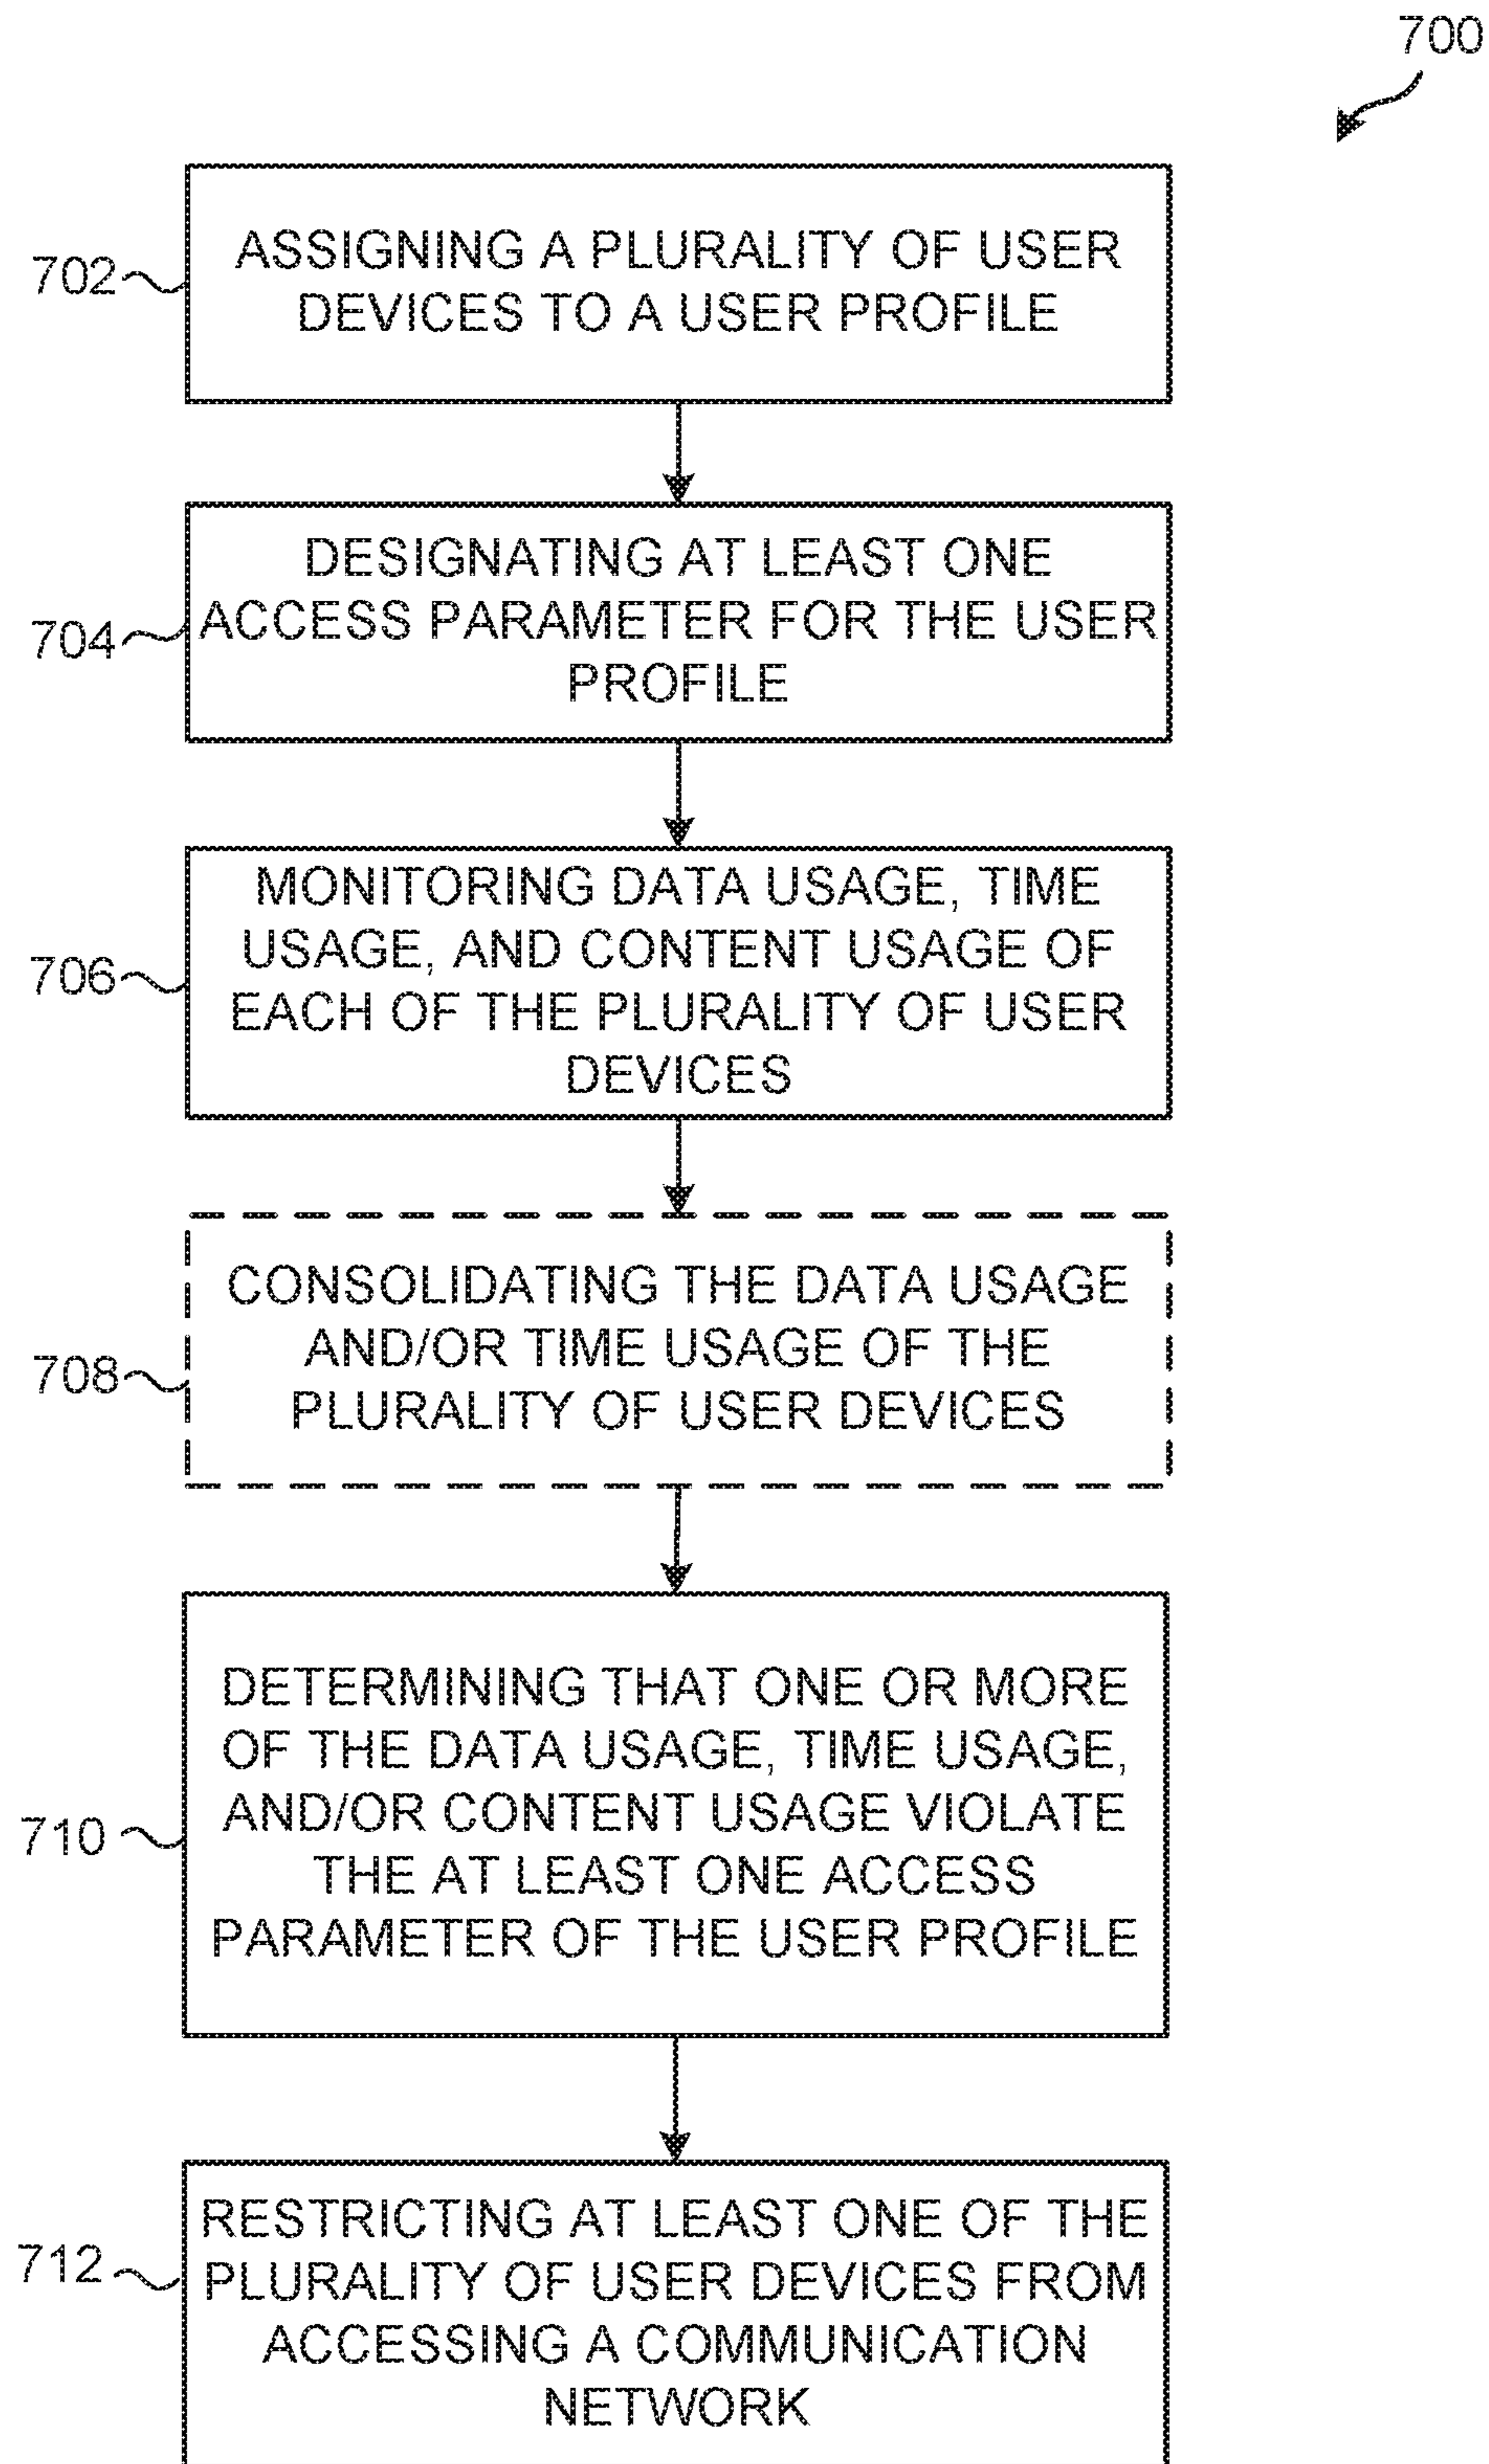 700
702
ASSIGNING A PLURALITY OF USER
DEVICES TO A USER PROFILE
704
DESIGNATING AT LEAST ONE
ACCESS PARAMETER FOR THE USER
PROFILE
706
MONITORING DATA USAGE, TIME
USAGE, AND CONTENT USAGE OF
EACH OF THE PLURALITY OF USER
DEVICES
708
CONSOLIDATING THE DATA USAGE
AND/OR TIME USAGE OF THE
PLURALITY OF USER DEVICES
710
DETERMINING THAT ONE OR MORE
OF THE DATA USAGE, TIME USAGE,
AND/OR CONTENT USAGE VIOLATE
THE AT LEAST ONE ACCESS
PARAMETER OF THE USER PROFILE
712
RESTRICTING AT LEAST ONE OF THE
PLURALITY OF USER DEVICES FROM
ACCESSING A COMMUNICATION
NETWORK